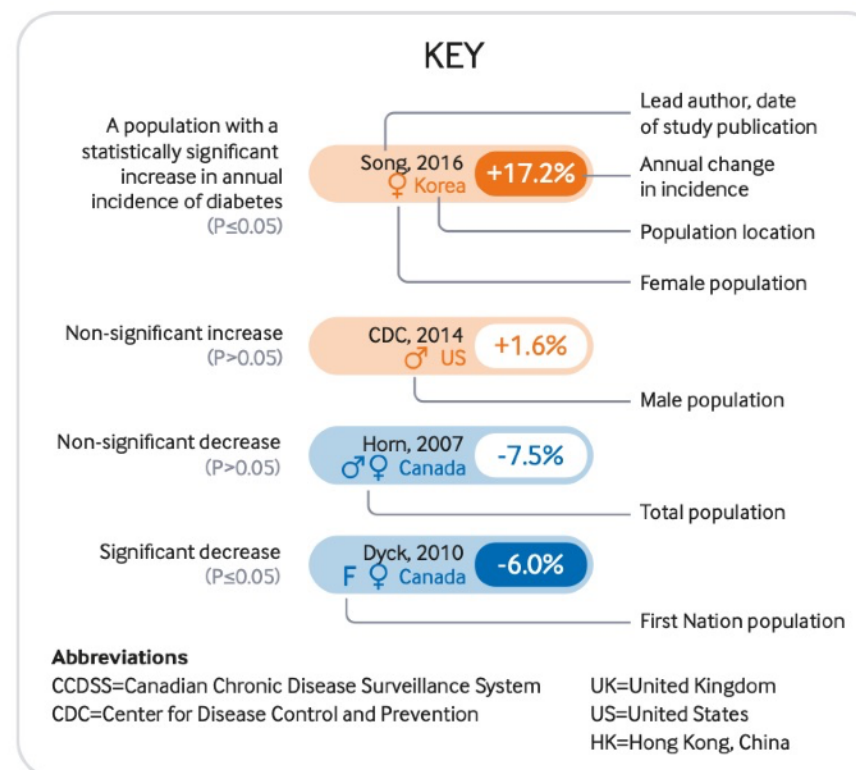 KEY
A population with a
statistically significant
increase in annual
incidence of diabetes
(P≤0.05)
Song, 2016
♀ Korea
+17.2%
Lead author, date
of study publication
Annual change
in incidence
Population location
Female population
Non-significant increase
(P>0.05)
CDC, 2014
♂ US
+1.6%
Male population
Non-significant decrease
(P>0.05)
Horn, 2007
♂♀ Canada
-7.5%
Total population
Significant decrease
(P≤0.05)
Dyck, 2010
F ♀ Canada
-6.0%
First Nation population
Abbreviations
CCDSS=Canadian Chronic Disease Surveillance System
CDC=Center for Disease Control and Prevention
UK=United Kingdom
US=United States
HK=Hong Kong, China